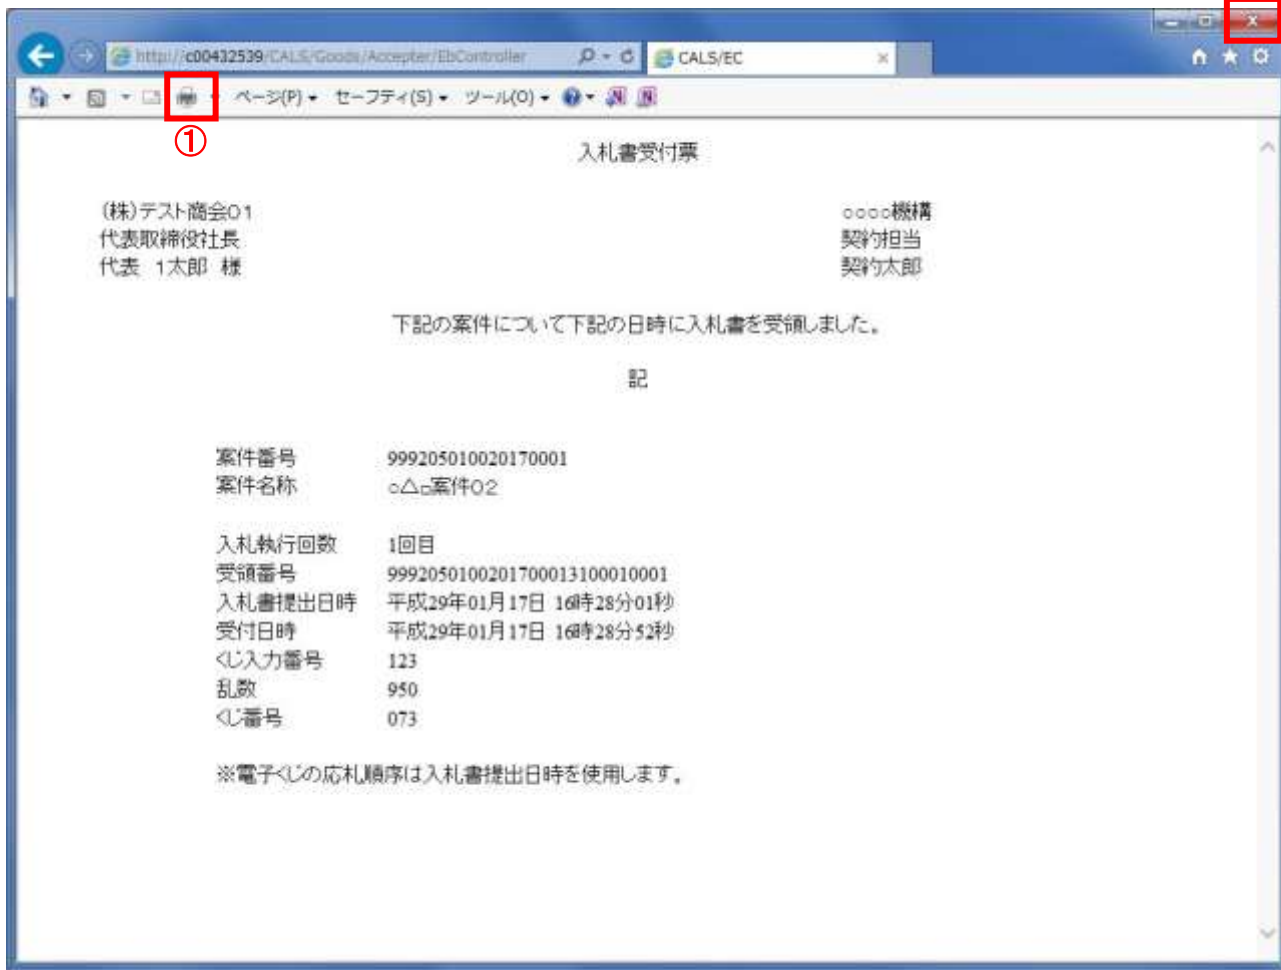 http://c00432539/CALS/Goods/Accepter/EbController
CALS/EC
ページ(P) セーフティ(S) ツール(O)
①
入札書受付票
(株)テスト商会01
代表取締役社長
代表 1太郎 様
○○○○機構
契約担当
契約太郎
下記の案件について下記の日時に入札書を受領しました。
記
案件番号 999205010020170001
案件名称 ○△□案件02
入札執行回数 1回目
受領番号 9992050100201700013100010001
入札書提出日時 平成29年01月17日 16時28分01秒
受付日時 平成29年01月17日 16時28分52秒
くじ入力番号 123
乱数 950
くじ番号 073
※電子くじの応札順序は入札書提出日時を使用します。